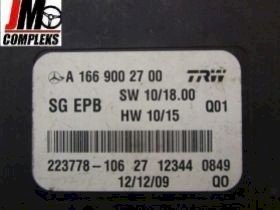 JM
COMPLEKS
A 166 900 27 00 TRW
SG EPB SW 10/18.00 Q01
HW 10/15
223778-106 27 12344 0849
12/12/09 QO